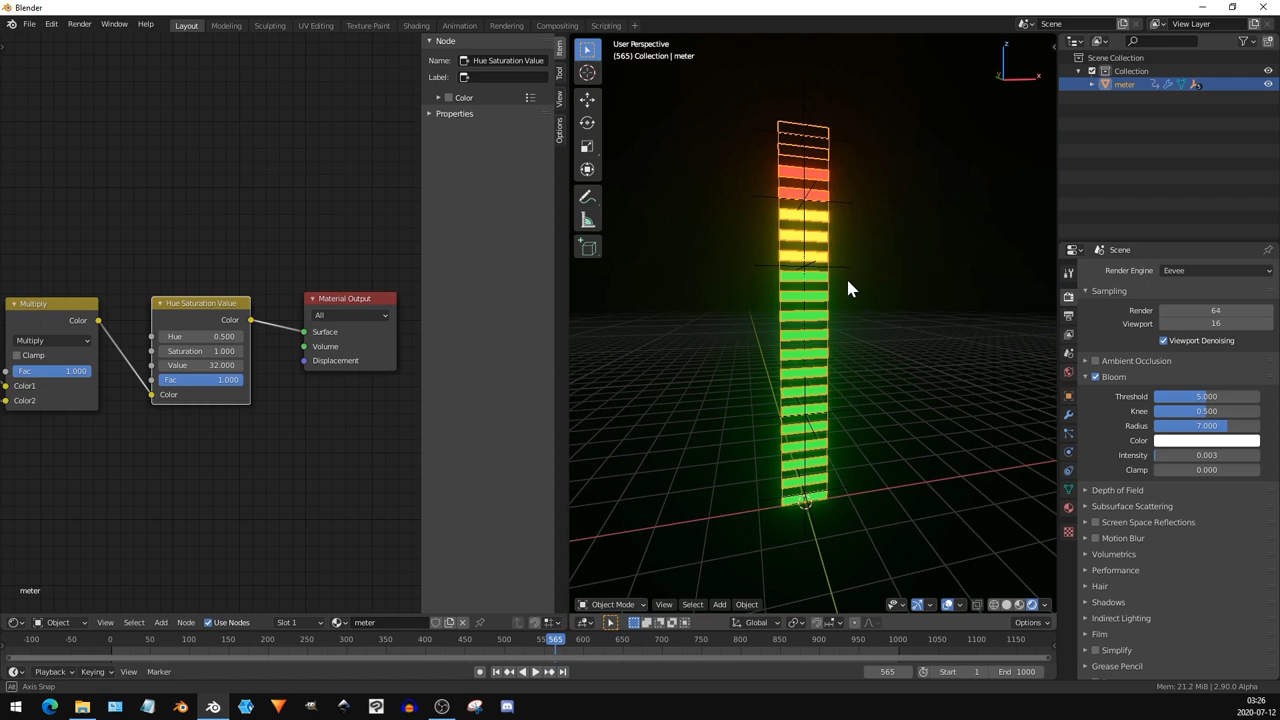 Blender
File Edit Render Window Help Layout Modeling Sculpting UV Editing Texture Paint Shading Animation Rendering Compositing Scripting + Scene View Layer
Node
Name: Hue Saturation Value
Label:
Color
Properties
Item
Tool
View
Options
User Perspective
(565) Collection | meter
z
x
Scene Collection
Collection
meter
5
Multiply
Color
Multiply
Clamp
Fac 1.000
Color1
Color2
Hue Saturation Value
Color
Hue 0.500
Saturation 1.000
Value 32.000
Fac 1.000
Color
Material Output
All
Surface
Volume
Displacement
meter
Scene
Render Engine Eevee
Sampling
Render 64
Viewport 16
Viewport Denoising
Ambient Occlusion
Bloom
Threshold 5.000
Knee 0.500
Radius 7.000
Color
Intensity 0.003
Clamp 0.000
Depth of Field
Subsurface Scattering
Screen Space Reflections
Motion Blur
Volumetrics
Performance
Hair
Shadows
Indirect Lighting
Film
Simplify
Grease Pencil
Object Mode View Select Add Object
Object View Select Add Node Use Nodes Slot 1 meter Global Options
-100 -50 0 50 100 150 200 250 300 350 400 450 500 565 600 650 700 750 800 850 900 950 1000 1050 1100 1150
Playback Keying View Marker 565 Start 1 End 1000
Alt Axis Snap Mem: 21.2 MiB | 2.90.0 Alpha
03:26
2020-07-12